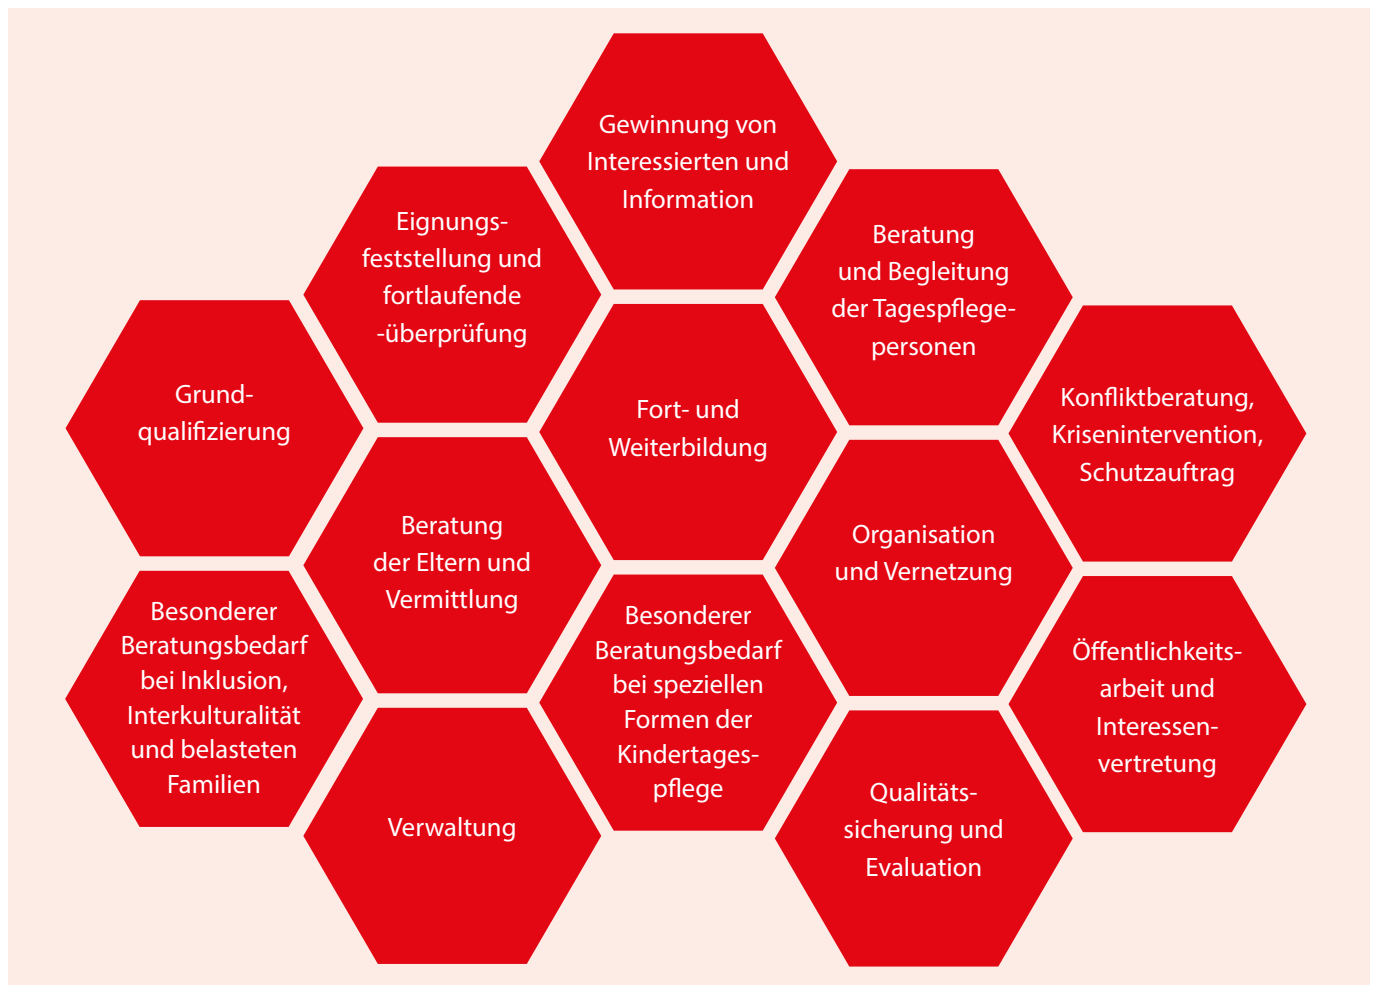 Gewinnung von
Interessierten und
Information
Eignungs-
feststellung und
fortlaufende
-überprüfung
Beratung
und Begleitung
der Tagespflege-
personen
Grund-
qualifizierung
Fort- und
Weiterbildung
Konfliktberatung,
Krisenintervention,
Schutzauftrag
Beratung
der Eltern und
Vermittlung
Organisation
und Vernetzung
Besonderer
Beratungsbedarf
bei Inklusion,
Interkulturalität
und belasteten
Familien
Besonderer
Beratungsbedarf
bei speziellen
Formen der
Kindertages-
pflege
Öffentlichkeits-
arbeit und
Interessen-
vertretung
Verwaltung
Qualitäts-
sicherung und
Evaluation